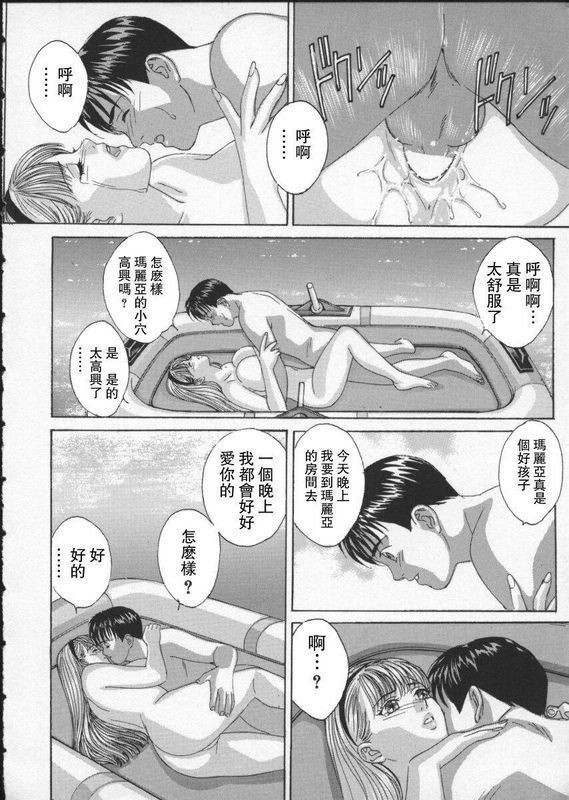 ドクン
ドクン
呼啊
……
呼啊
……
呼啊啊…
真是
太舒服了
怎麼樣
瑪麗亞的小穴
高興嗎？
是 是的
太高興了
……
瑪麗亞真是
個好孩子
今天晚上
我要到瑪麗亞
的房間去
啊…？
一個晚上
我都會好好
愛你的
怎麼樣？
好
好的
……